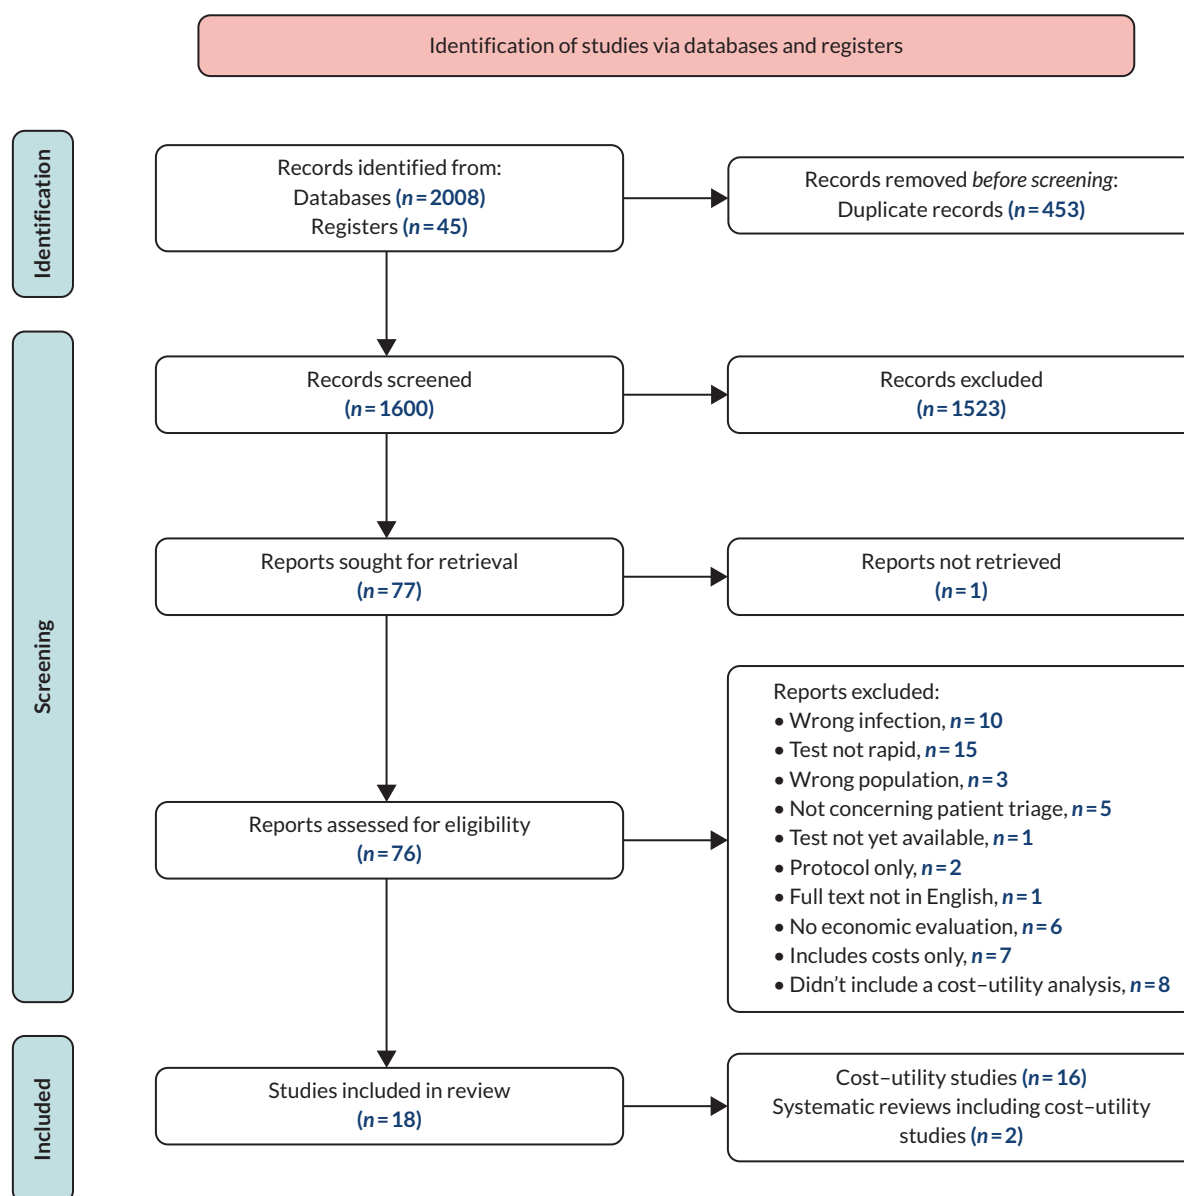 Identification of studies via databases and registers
Identification
Records identified from:
Databases (n=2008)
Registers (n=45)
Records removed before screening:
Duplicate records (n=453)
Screening
Records screened
(n=1600)
Records excluded
(n=1523)
Reports sought for retrieval
(n=77)
Reports not retrieved
(n=1)
Reports assessed for eligibility
(n=76)
Reports excluded:
• Wrong infection, n=10
• Test not rapid, n=15
• Wrong population, n=3
• Not concerning patient triage, n=5
• Test not yet available, n=1
• Protocol only, n=2
• Full text not in English, n=1
• No economic evaluation, n=6
• Includes costs only, n=7
• Didn’t include a cost–utility analysis, n=8
Included
Studies included in review
(n=18)
Cost–utility studies (n=16)
Systematic reviews including cost–utility
studies (n=2)